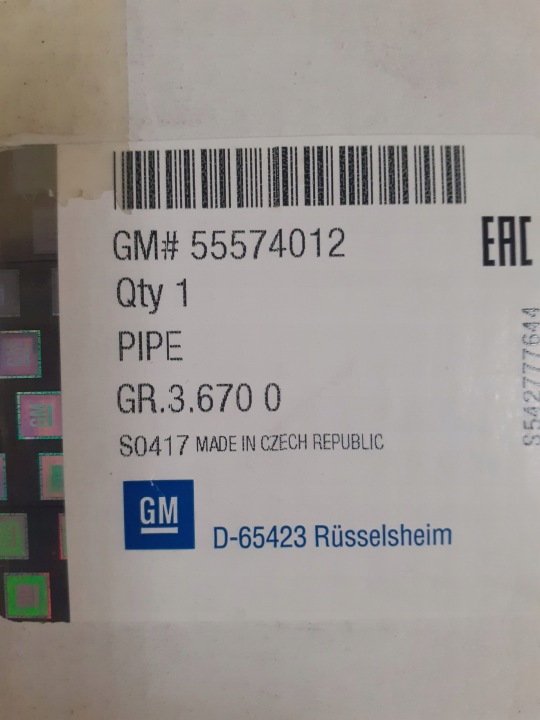 GM# 55574012
EAC
Qty 1
PIPE
GR.3.670 0
S0417 MADE IN CZECH REPUBLIC
S542777644
GM
D-65423 Rüsselsheim
GM